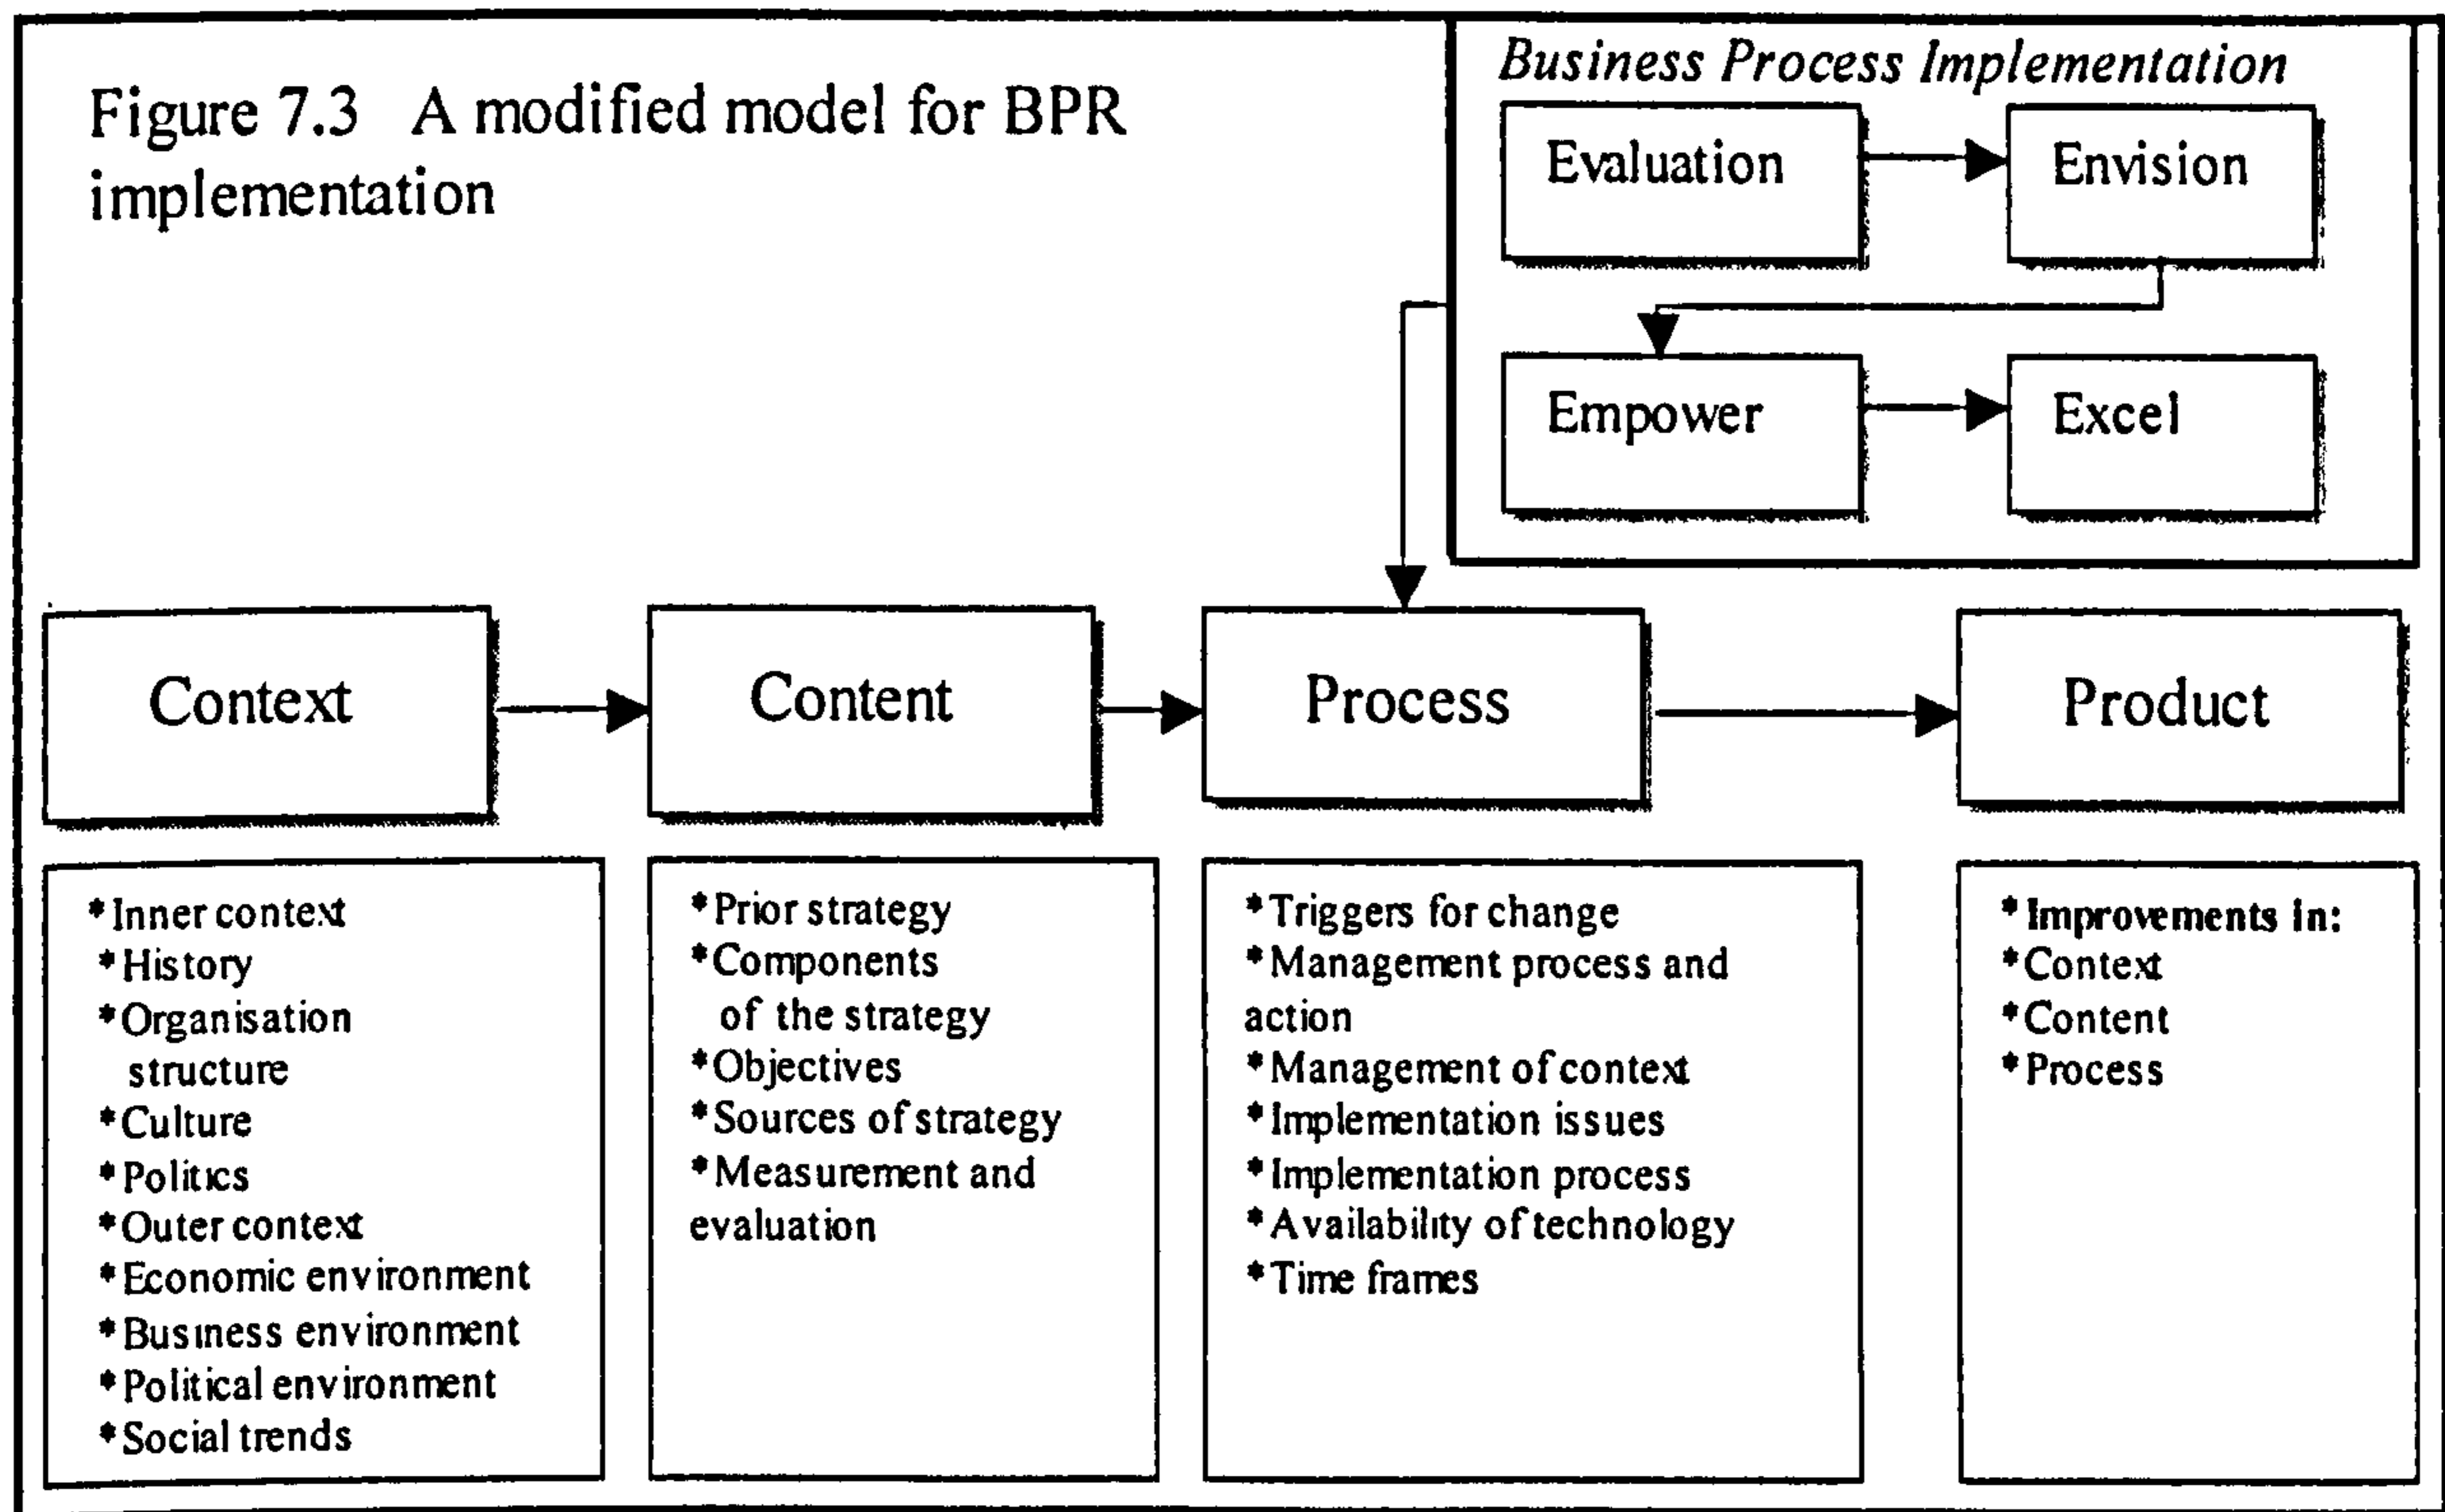 Figure 7.3 A modified model for BPR
implementation
Business Process Implementation
Evaluation
Envision
Empower
Excel
Context
Content
Process
Product
*Inner context
*History
*Organisation
structure
*Culture
*Politics
*Outer context
*Economic environment
*Business environment
*Political environment
*Social trends
*Prior strategy
*Components
of the strategy
*Objectives
*Sources of strategy
*Measurement and
evaluation
*Triggers for change
*Management process and
action
*Management of context
*Implementation issues
*Implementation process
*Availability of technology
*Time frames
*Improvements in:
*Context
*Content
*Process